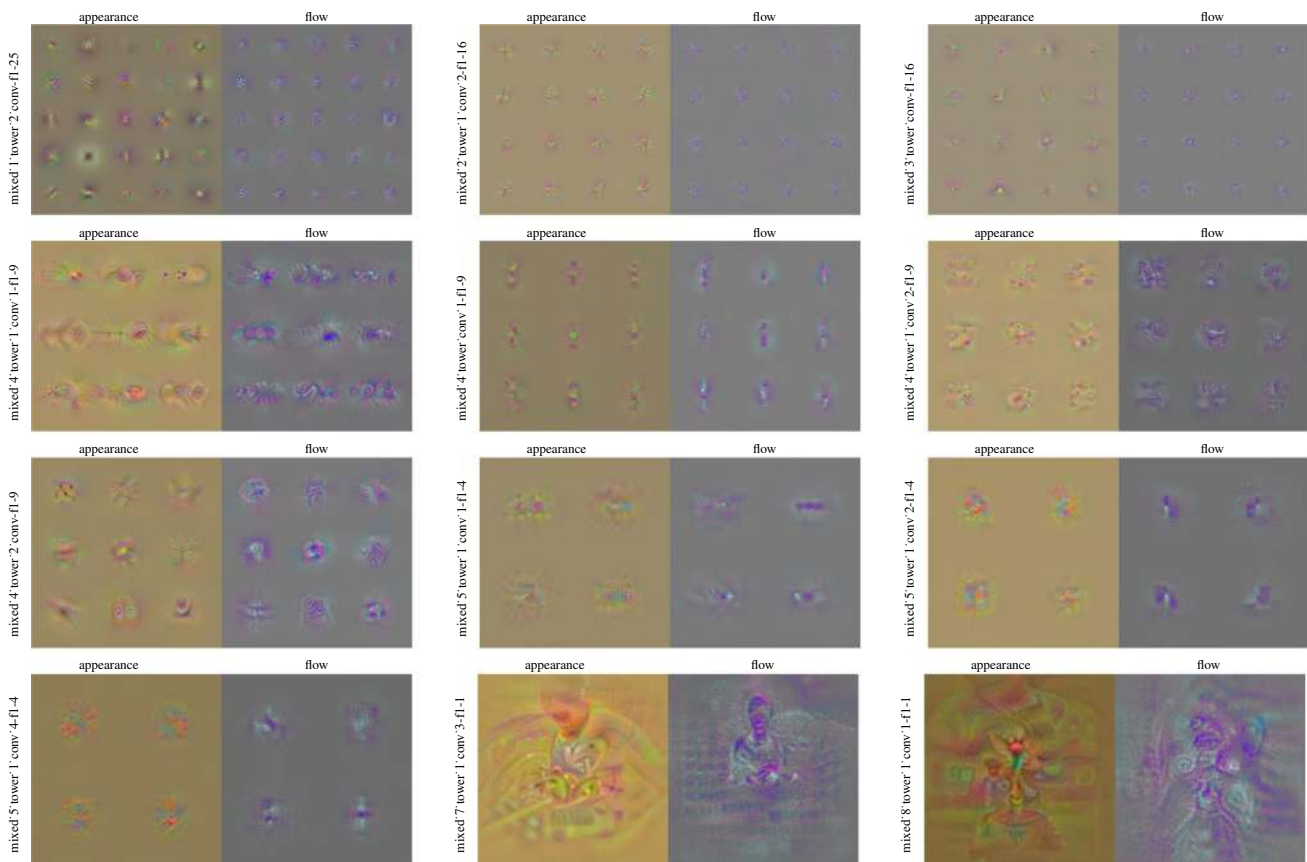 appearance flow appearance flow appearance flow
mixed˙1˙tower˙2˙conv-f1-25
mixed˙2˙tower˙1˙conv˙2-f1-16
mixed˙3˙tower˙conv-f1-16
appearance flow appearance flow appearance flow
mixed˙4˙tower˙1˙conv˙1-f1-9
mixed˙4˙tower˙conv˙1-f1-9
mixed˙4˙tower˙1˙conv˙2-f1-9
appearance flow appearance flow appearance flow
mixed˙4˙tower˙2˙conv-f1-9
mixed˙5˙tower˙1˙conv˙1-f1-4
mixed˙5˙tower˙1˙conv˙2-f1-4
appearance flow appearance flow appearance flow
mixed˙5˙tower˙1˙conv˙4-f1-4
mixed˙7˙tower˙1˙conv˙3-f1-1
mixed˙8˙tower˙1˙conv˙1-f1-1